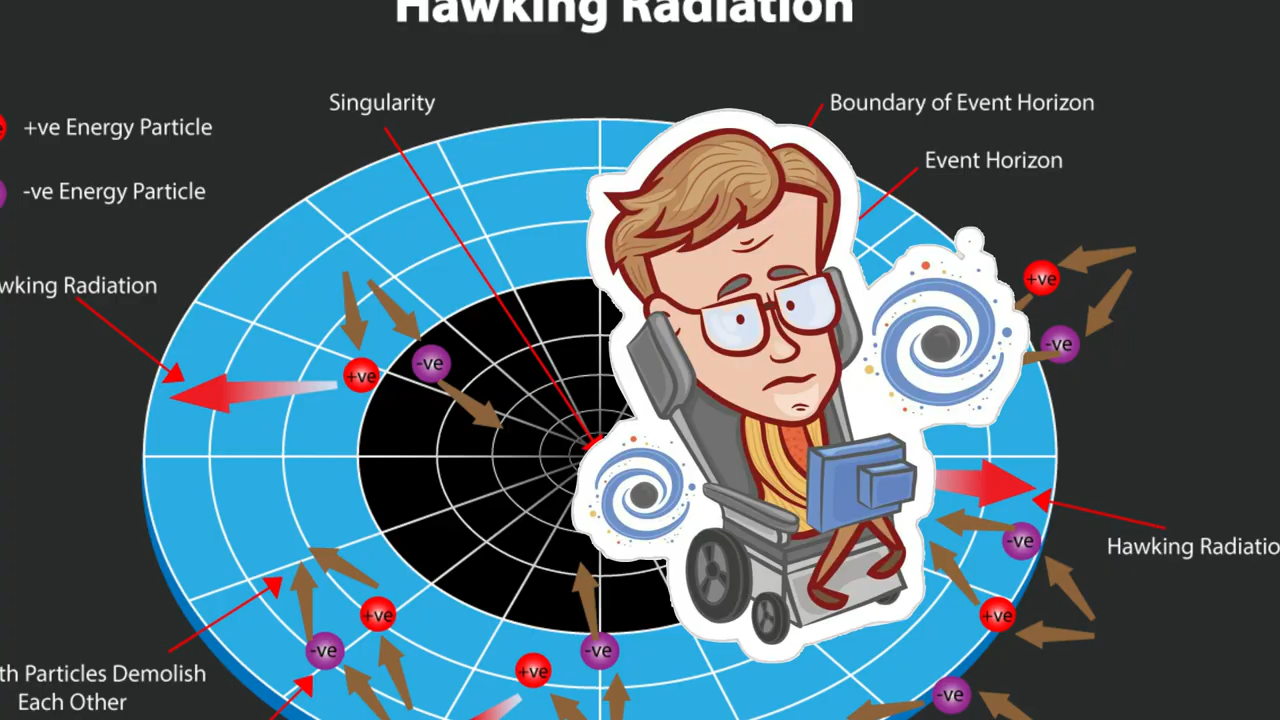 Hawking Radiation
Singularity
Boundary of Event Horizon
+ve Energy Particle
Event Horizon
-ve Energy Particle
+ve
wking Radiation
-ve
-ve
+ve
-ve
Hawking Radiatio
+ve
+ve
-ve
-ve
th Particles Demolish
+ve
Each Other
-ve